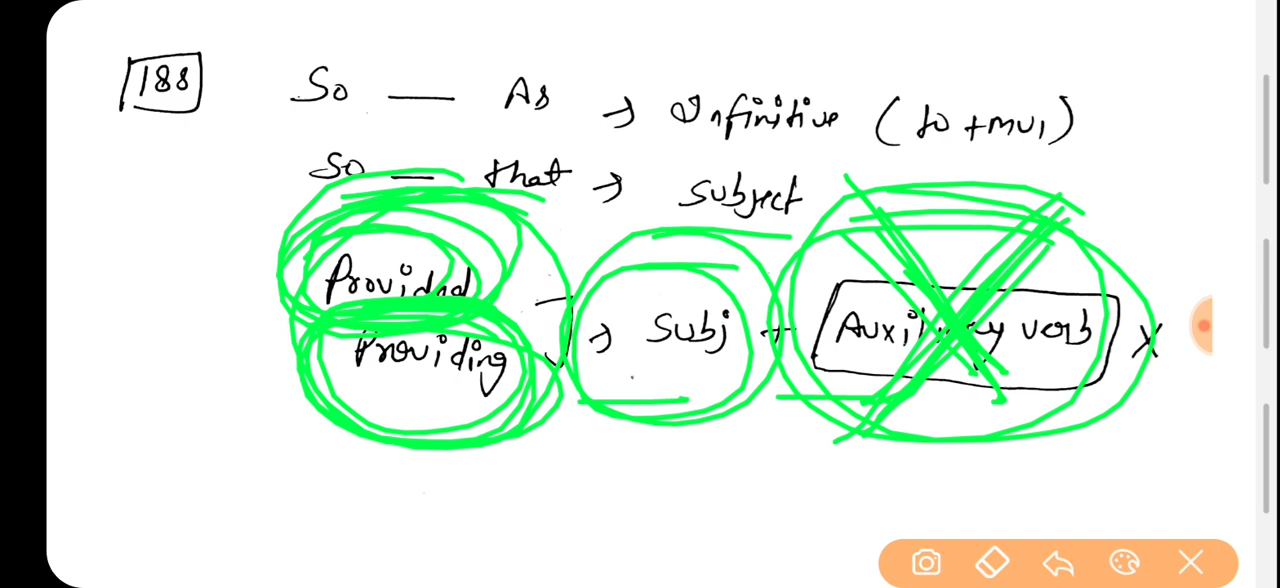 188 So — As → Infinitive (to + mv1)
So — that → subject
Provided
Providing → Subj + Auxiliary verb X